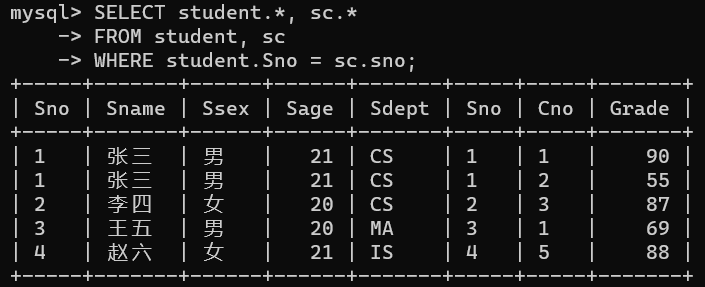 mysql> SELECT student.*, sc.*
    -> FROM student, sc
    -> WHERE student.Sno = sc.sno;
+-----+-------+------+------+-------+-----+-----+-------+
| Sno | Sname | Ssex | Sage | Sdept | Sno | Cno | Grade |
+-----+-------+------+------+-------+-----+-----+-------+
| 1   | 张三  | 男   |   21 | CS    | 1   | 1   |    90 |
| 1   | 张三  | 男   |   21 | CS    | 1   | 2   |    55 |
| 2   | 李四  | 女   |   20 | CS    | 2   | 3   |    87 |
| 3   | 王五  | 男   |   20 | MA    | 3   | 1   |    69 |
| 4   | 赵六  | 女   |   21 | IS    | 4   | 5   |    88 |
+-----+-------+------+------+-------+-----+-----+-------+